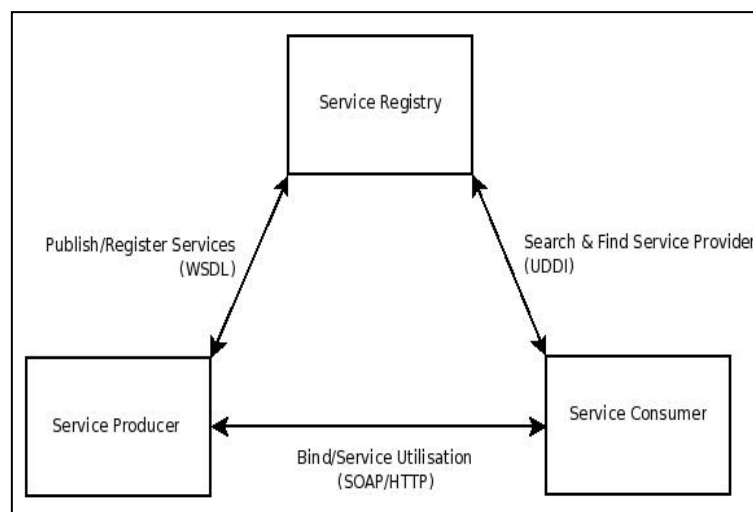 Service Registry
Publish/Register Services
(WSDL)
Search & Find Service Provider
(UDDI)
Service Producer
Service Consumer
Bind/Service Utilisation
(SOAP/HTTP)